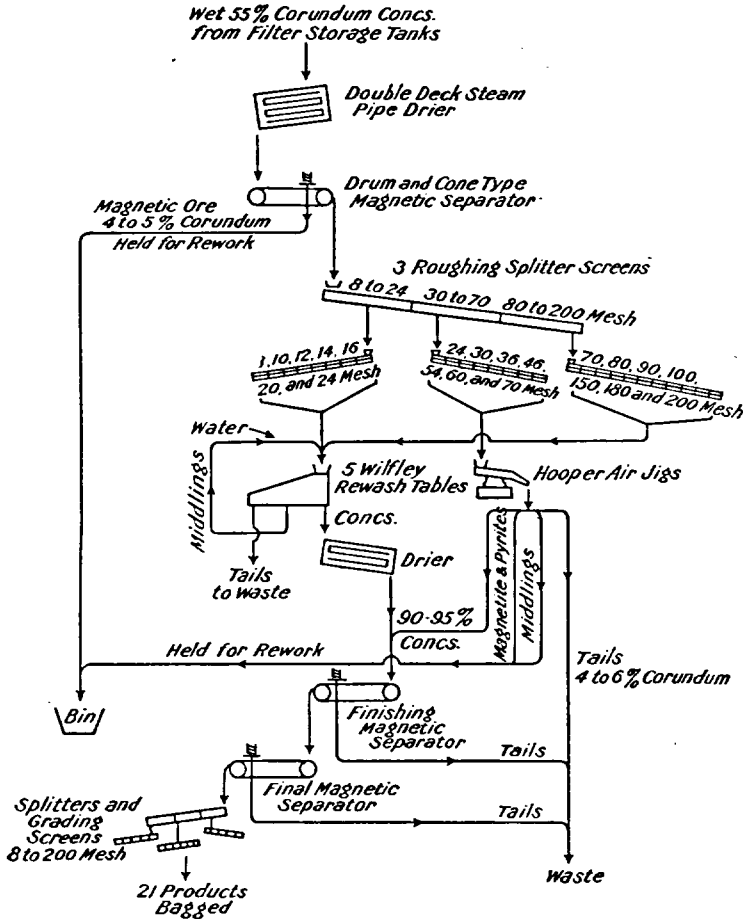 Wet 55% Corundum Concs.
from Filter Storage Tanks
Double Deck Steam
Pipe Drier
Drum and Cone Type
Magnetic Separator
Magnetic Ore
4 to 5% Corundum
Held for Rework
3 Roughing Splitter Screens
8 to 24
30 to 70
80 to 200 Mesh
10, 12, 14, 16
20, and 24 Mesh
24, 30, 36, 46,
54, 60, and 70 Mesh
70, 80, 90, 100,
150, 180 and 200 Mesh
Water
Middlings
5 Wilfley
Rewash Tables
Hooper Air Jigs
Concs.
Tails
to Waste
Drier
90-95%
Concs.
Magnetite & Pyrites
Middlings
Tails
4 to 6% Corundum
Held for Rework
Bin
Finishing
Magnetic
Separator
Tails
Final Magnetic
Separator
Tails
Splitters and
Grading
Screens
8 to 200 Mesh
21 Products
Bagged
Waste